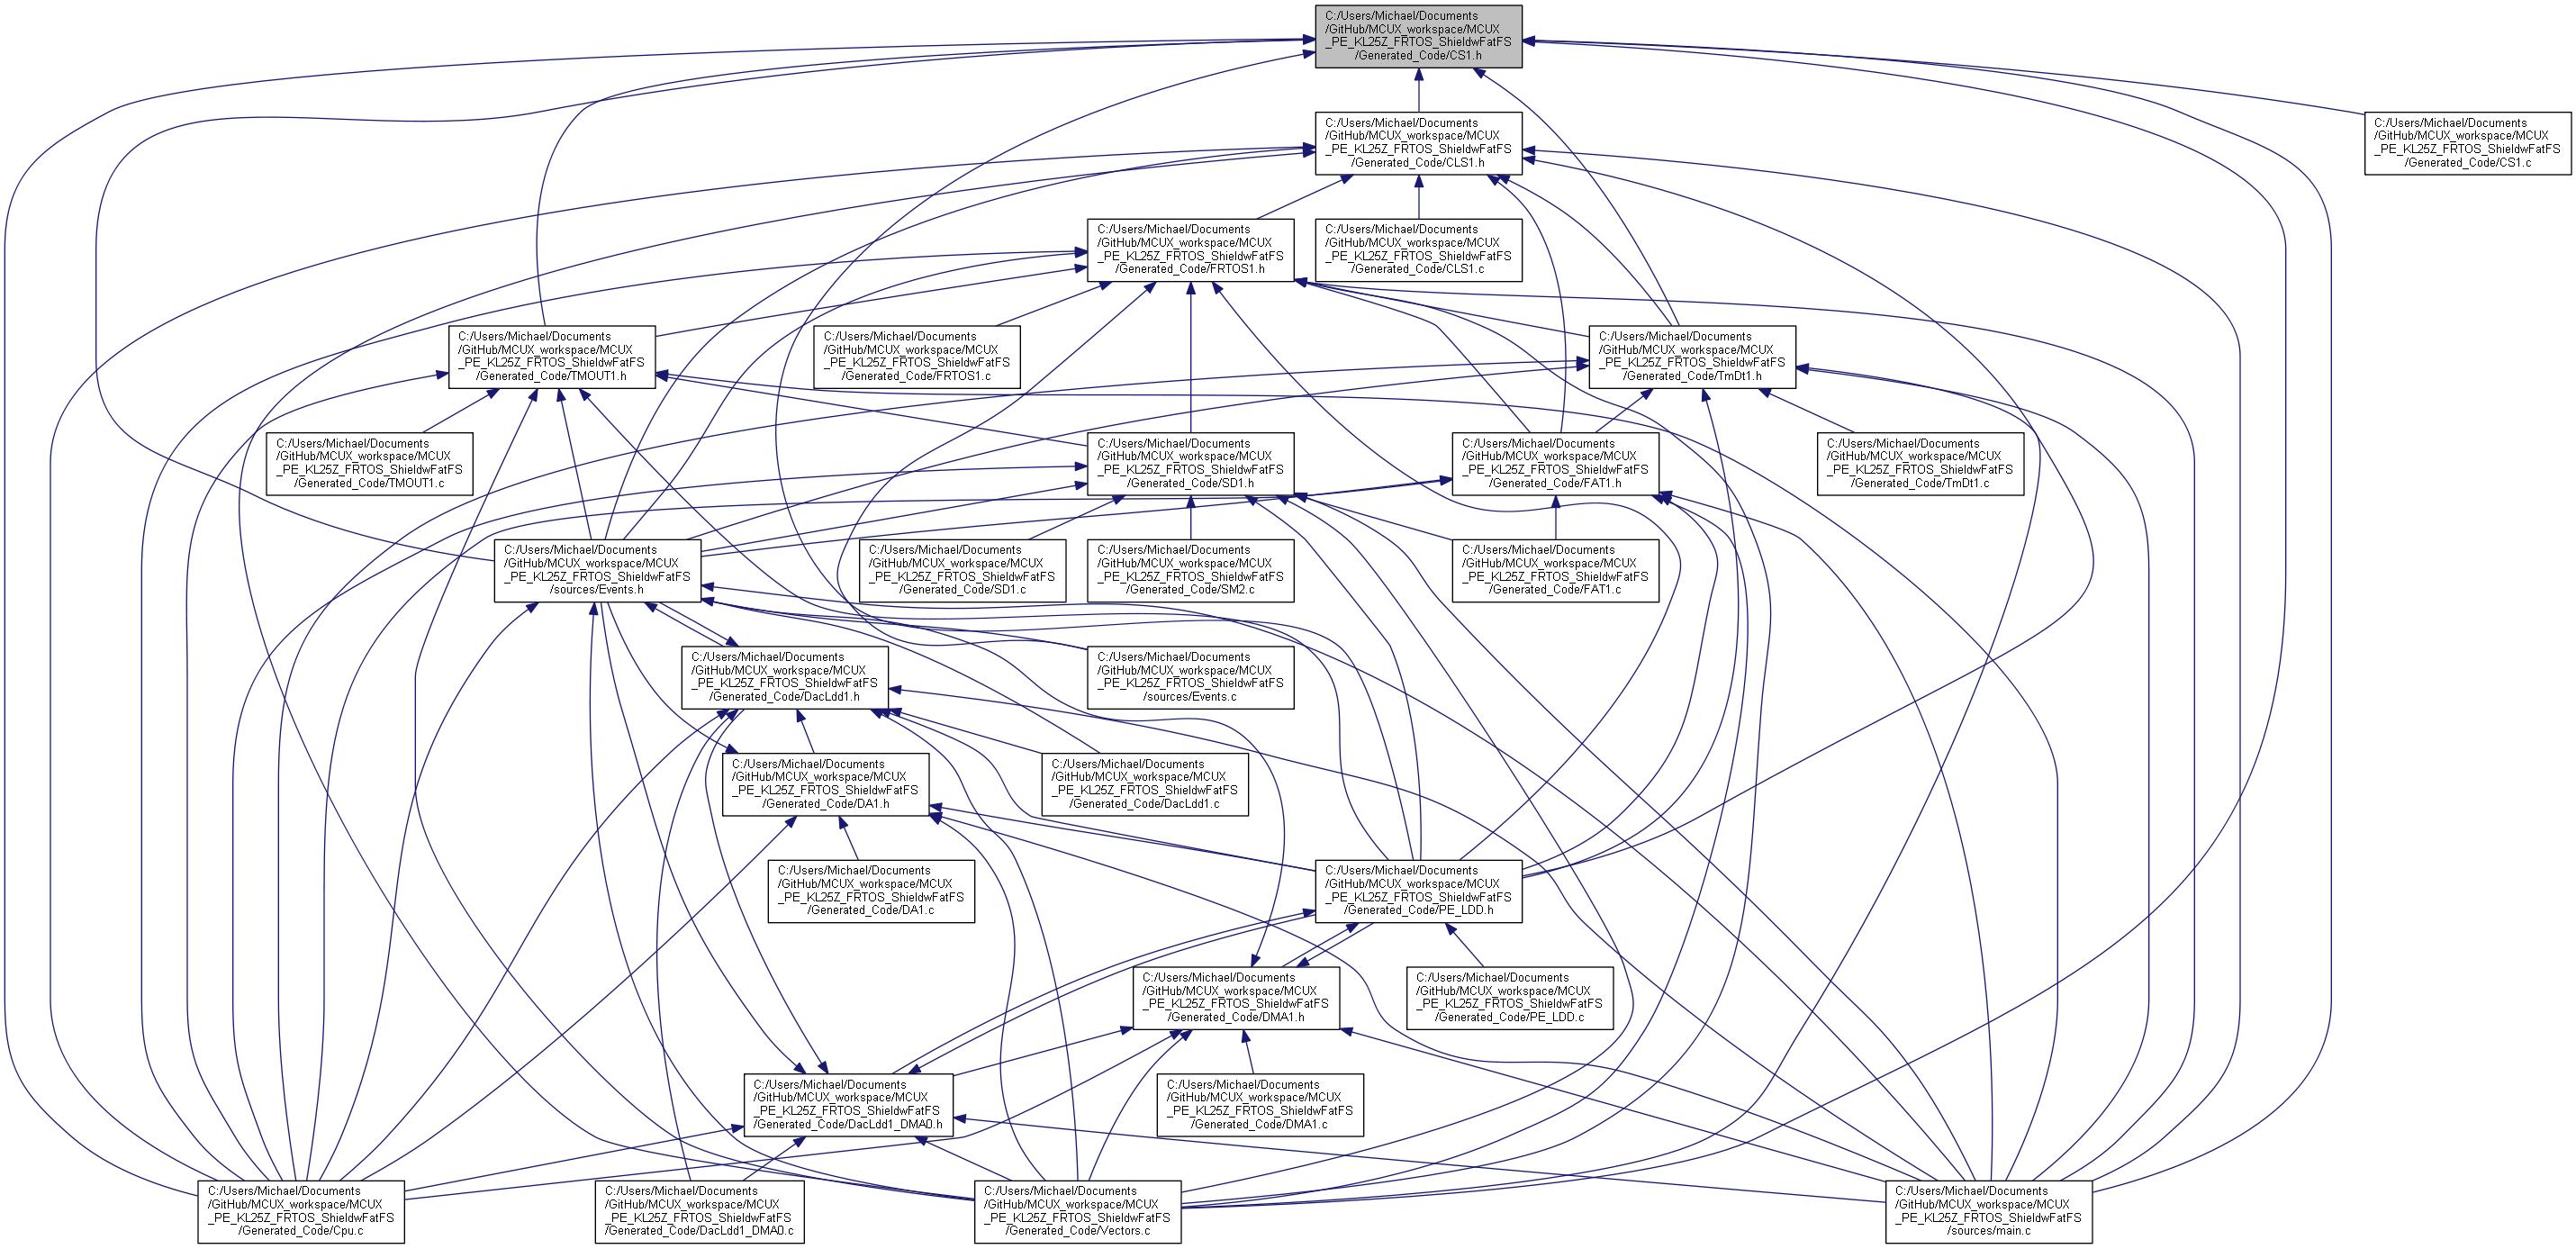 C:/Users/Michael/Documents
/GitHub/MCUX_workspace/MCUX
_PE_KL25Z_FRTOS_ShieldwFatFS
/Generated_Code/CS1.h
C:/Users/Michael/Documents
/GitHub/MCUX_workspace/MCUX
_PE_KL25Z_FRTOS_ShieldwFatFS
/Generated_Code/CLS1.h
C:/Users/Michael/Documents
/GitHub/MCUX_workspace/MCUX
_PE_KL25Z_FRTOS_ShieldwFatFS
/Generated_Code/CS1.c
C:/Users/Michael/Documents
/GitHub/MCUX_workspace/MCUX
_PE_KL25Z_FRTOS_ShieldwFatFS
/Generated_Code/FRTOS1.h
C:/Users/Michael/Documents
/GitHub/MCUX_workspace/MCUX
_PE_KL25Z_FRTOS_ShieldwFatFS
/Generated_Code/CLS1.c
C:/Users/Michael/Documents
/GitHub/MCUX_workspace/MCUX
_PE_KL25Z_FRTOS_ShieldwFatFS
/Generated_Code/TMOUT1.h
C:/Users/Michael/Documents
/GitHub/MCUX_workspace/MCUX
_PE_KL25Z_FRTOS_ShieldwFatFS
/Generated_Code/FRTOS1.c
C:/Users/Michael/Documents
/GitHub/MCUX_workspace/MCUX
_PE_KL25Z_FRTOS_ShieldwFatFS
/Generated_Code/TmDt1.h
C:/Users/Michael/Documents
/GitHub/MCUX_workspace/MCUX
_PE_KL25Z_FRTOS_ShieldwFatFS
/Generated_Code/TMOUT1.c
C:/Users/Michael/Documents
/GitHub/MCUX_workspace/MCUX
_PE_KL25Z_FRTOS_ShieldwFatFS
/Generated_Code/SD1.h
C:/Users/Michael/Documents
/GitHub/MCUX_workspace/MCUX
_PE_KL25Z_FRTOS_ShieldwFatFS
/Generated_Code/FAT1.h
C:/Users/Michael/Documents
/GitHub/MCUX_workspace/MCUX
_PE_KL25Z_FRTOS_ShieldwFatFS
/Generated_Code/TmDt1.c
C:/Users/Michael/Documents
/GitHub/MCUX_workspace/MCUX
_PE_KL25Z_FRTOS_ShieldwFatFS
/sources/Events.h
C:/Users/Michael/Documents
/GitHub/MCUX_workspace/MCUX
_PE_KL25Z_FRTOS_ShieldwFatFS
/Generated_Code/SD1.c
C:/Users/Michael/Documents
/GitHub/MCUX_workspace/MCUX
_PE_KL25Z_FRTOS_ShieldwFatFS
/Generated_Code/SM2.c
C:/Users/Michael/Documents
/GitHub/MCUX_workspace/MCUX
_PE_KL25Z_FRTOS_ShieldwFatFS
/Generated_Code/FAT1.c
C:/Users/Michael/Documents
/GitHub/MCUX_workspace/MCUX
_PE_KL25Z_FRTOS_ShieldwFatFS
/Generated_Code/DacLdd1.h
C:/Users/Michael/Documents
/GitHub/MCUX_workspace/MCUX
_PE_KL25Z_FRTOS_ShieldwFatFS
/sources/Events.c
C:/Users/Michael/Documents
/GitHub/MCUX_workspace/MCUX
_PE_KL25Z_FRTOS_ShieldwFatFS
/Generated_Code/DA1.h
C:/Users/Michael/Documents
/GitHub/MCUX_workspace/MCUX
_PE_KL25Z_FRTOS_ShieldwFatFS
/Generated_Code/DacLdd1.c
C:/Users/Michael/Documents
/GitHub/MCUX_workspace/MCUX
_PE_KL25Z_FRTOS_ShieldwFatFS
/Generated_Code/DA1.c
C:/Users/Michael/Documents
/GitHub/MCUX_workspace/MCUX
_PE_KL25Z_FRTOS_ShieldwFatFS
/Generated_Code/PE_LDD.h
C:/Users/Michael/Documents
/GitHub/MCUX_workspace/MCUX
_PE_KL25Z_FRTOS_ShieldwFatFS
/Generated_Code/DMA1.h
C:/Users/Michael/Documents
/GitHub/MCUX_workspace/MCUX
_PE_KL25Z_FRTOS_ShieldwFatFS
/Generated_Code/PE_LDD.c
C:/Users/Michael/Documents
/GitHub/MCUX_workspace/MCUX
_PE_KL25Z_FRTOS_ShieldwFatFS
/Generated_Code/DacLdd1_DMA0.h
C:/Users/Michael/Documents
/GitHub/MCUX_workspace/MCUX
_PE_KL25Z_FRTOS_ShieldwFatFS
/Generated_Code/DMA1.c
C:/Users/Michael/Documents
/GitHub/MCUX_workspace/MCUX
_PE_KL25Z_FRTOS_ShieldwFatFS
/Generated_Code/Cpu.c
C:/Users/Michael/Documents
/GitHub/MCUX_workspace/MCUX
_PE_KL25Z_FRTOS_ShieldwFatFS
/Generated_Code/DacLdd1_DMA0.c
C:/Users/Michael/Documents
/GitHub/MCUX_workspace/MCUX
_PE_KL25Z_FRTOS_ShieldwFatFS
/Generated_Code/Vectors.c
C:/Users/Michael/Documents
/GitHub/MCUX_workspace/MCUX
_PE_KL25Z_FRTOS_ShieldwFatFS
/sources/main.c